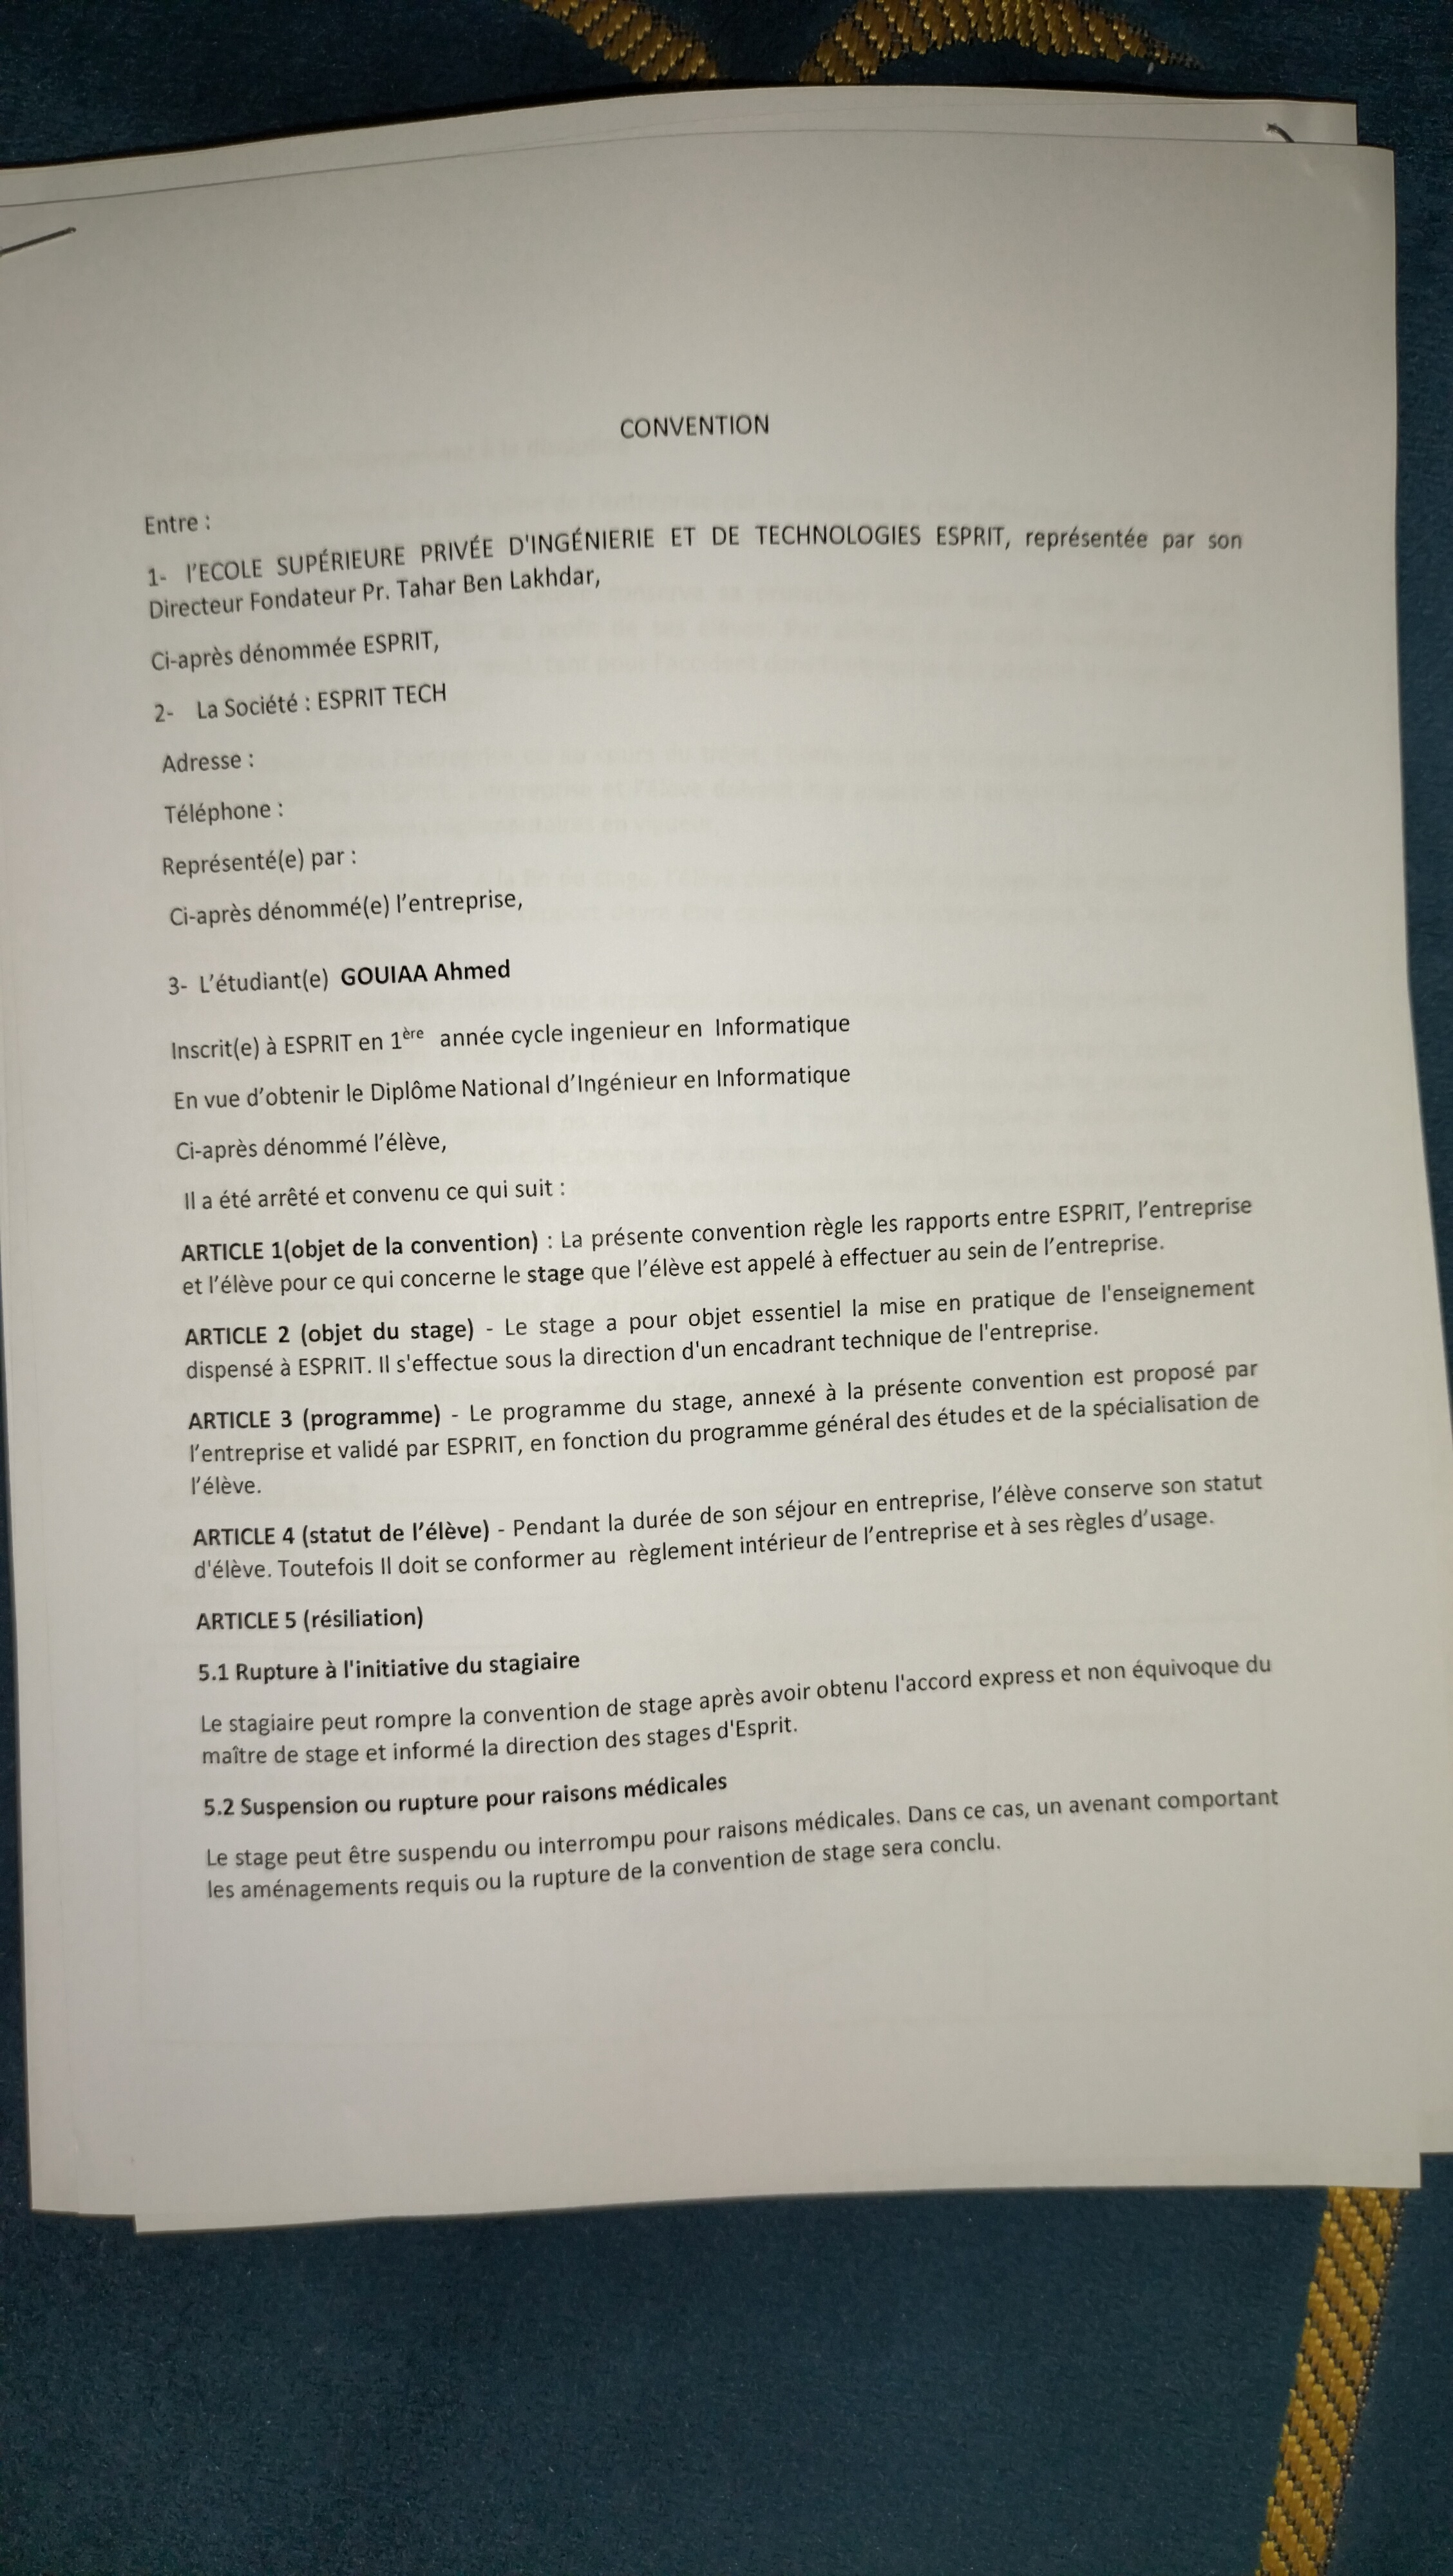 CONVENTION
Entre :
1- l'ECOLE SUPÉRIEURE PRIVÉE D'INGÉNIERIE ET DE TECHNOLOGIES ESPRIT, représentée par son
Directeur Fondateur Pr. Tahar Ben Lakhdar,
Ci-après dénommée ESPRIT,
2- La Société : ESPRIT TECH
Adresse :
Téléphone :
Représenté(e) par :
Ci-après dénommé(e) l'entreprise,
3- L'étudiant(e) GOUIAA Ahmed
Inscrit(e) à ESPRIT en 1ère année cycle ingenieur en Informatique
En vue d'obtenir le Diplôme National d'Ingénieur en Informatique
Ci-après dénommé l'élève,
Il a été arrêté et convenu ce qui suit :
ARTICLE 1(objet de la convention) : La présente convention règle les rapports entre ESPRIT, l'entreprise
et l'élève pour ce qui concerne le stage que l'élève est appelé à effectuer au sein de l'entreprise.
ARTICLE 2 (objet du stage) - Le stage a pour objet essentiel la mise en pratique de l'enseignement
dispensé à ESPRIT. Il s'effectue sous la direction d'un encadrant technique de l'entreprise.
ARTICLE 3 (programme) - Le programme du stage, annexé à la présente convention est proposé par
l'entreprise et validé par ESPRIT, en fonction du programme général des études et de la spécialisation de
l'élève.
ARTICLE 4 (statut de l'élève) - Pendant la durée de son séjour en entreprise, l'élève conserve son statut
d'élève. Toutefois Il doit se conformer au règlement intérieur de l'entreprise et à ses règles d'usage.
ARTICLE 5 (résiliation)
5.1 Rupture à l'initiative du stagiaire
Le stagiaire peut rompre la convention de stage après avoir obtenu l'accord express et non équivoque du
maître de stage et informé la direction des stages d'Esprit.
5.2 Suspension ou rupture pour raisons médicales
Le stage peut être suspendu ou interrompu pour raisons médicales. Dans ce cas, un avenant comportant
les aménagements requis ou la rupture de la convention de stage sera conclu.